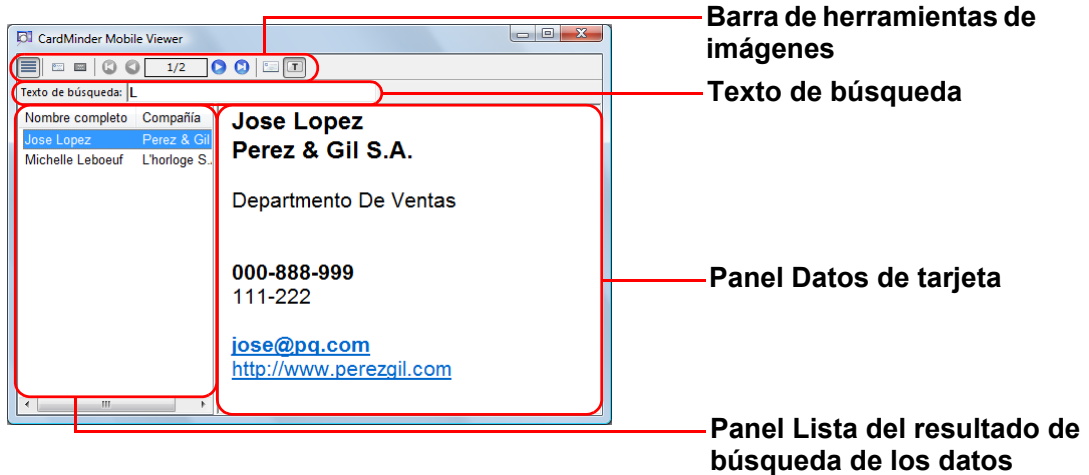 Barra de herramientas de
imágenes
CardMinder Mobile Viewer
1/2
T
Texto de búsqueda: L
Texto de búsqueda
Nombre completo Compañía
Jose Lopez Perez & Gil
Michelle Leboeuf L'horloge S..
Jose Lopez
Perez & Gil S.A.
Departmento De Ventas
000-888-999
111-222
jose@pq.com
http://www.perezgil.com
Panel Datos de tarjeta
Panel Lista del resultado de
búsqueda de los datos